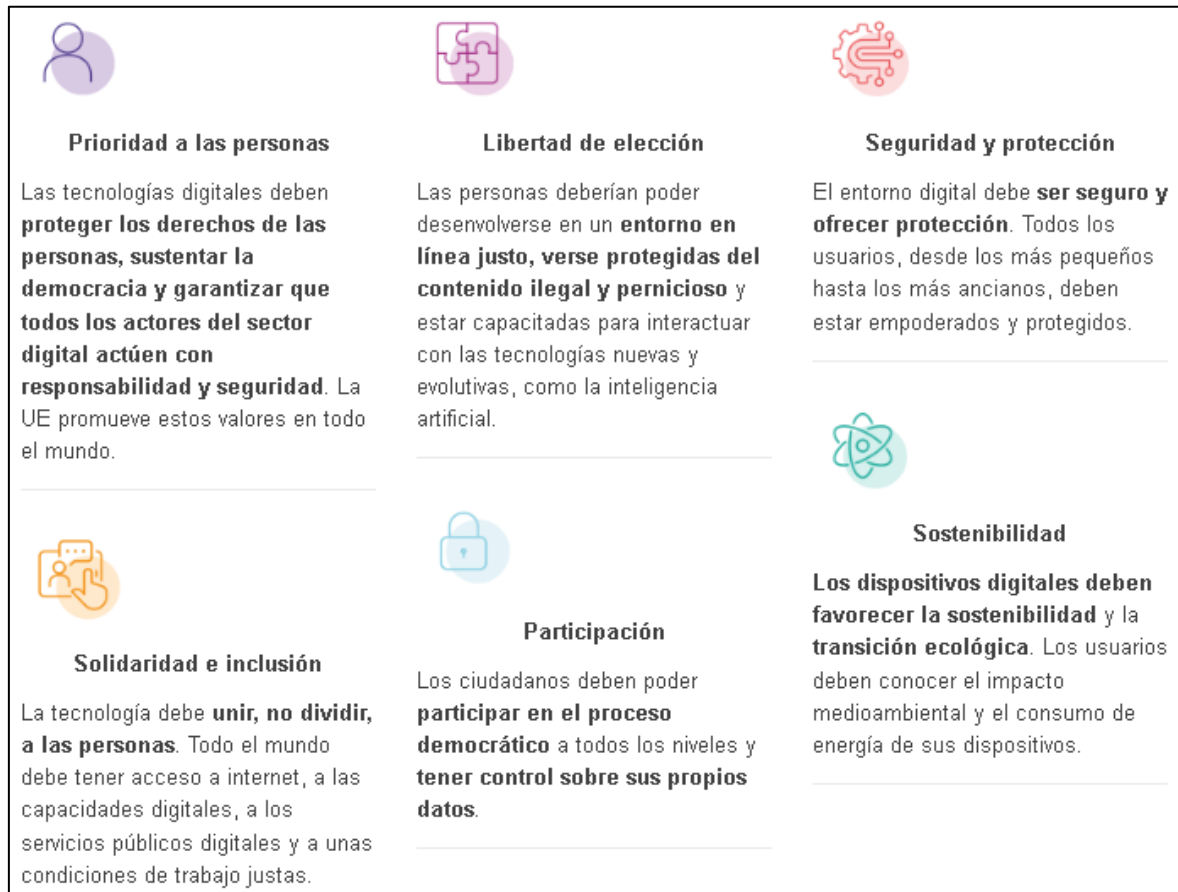 Prioridad a las personas
Las tecnologías digitales deben
proteger los derechos de las
personas, sustentar la
democracia y garantizar que
todos los actores del sector
digital actúen con
responsabilidad y seguridad. La
UE promueve estos valores en todo
el mundo.
Solidaridad e inclusión
La tecnología debe unir, no dividir,
a las personas. Todo el mundo
debe tener acceso a internet, a las
capacidades digitales, a los
servicios públicos digitales y a unas
condiciones de trabajo justas.
Libertad de elección
Las personas deberían poder
desenvolverse en un entorno en
línea justo, verse protegidas del
contenido ilegal y pernicioso y
estar capacitadas para interactuar
con las tecnologías nuevas y
evolutivas, como la inteligencia
artificial.
Participación
Los ciudadanos deben poder
participar en el proceso
democrático a todos los niveles y
tener control sobre sus propios
datos.
Seguridad y protección
El entorno digital debe ser seguro y
ofrecer protección. Todos los
usuarios, desde los más pequeños
hasta los más ancianos, deben
estar empoderados y protegidos.
Sostenibilidad
Los dispositivos digitales deben
favorecer la sostenibilidad y la
transición ecológica. Los usuarios
deben conocer el impacto
medioambiental y el consumo de
energía de sus dispositivos.